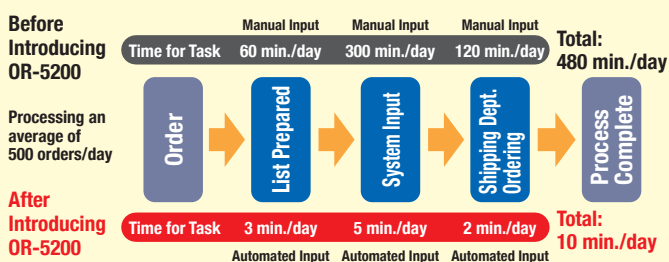 Before
Introducing
OR-5200
Manual Input Manual Input Manual Input
Time for Task 60 min./day 300 min./day 120 min./day
Total:
480 min./day
Processing an
average of
500 orders/day
Order
List Prepared
System Input
Shipping Dept.
Ordering
Process
Complete
After
Introducing
OR-5200
Time for Task 3 min./day 5 min./day 2 min./day
Automated Input Automated Input Automated Input
Total:
10 min./day